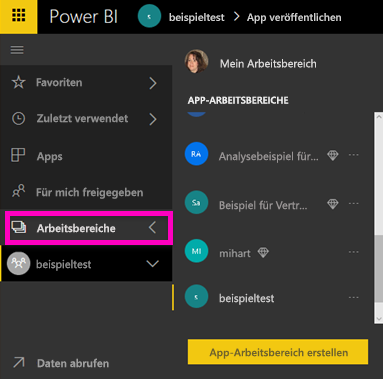 Power BI
s beispieltest > App veröffentlichen
Favoriten
Zuletzt verwendet
Apps
Für mich freigegeben
Arbeitsbereiche
beispieltest
Daten abrufen
Mein Arbeitsbereich
APP-ARBEITSBEREICHE
RA Analysebeispiel für...
Sa Beispiel für Vertr...
MI mihart
s beispieltest
App-Arbeitsbereich erstellen